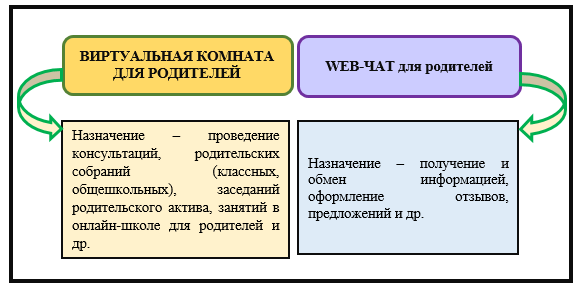 ВИРТУАЛЬНАЯ КОМНАТА
ДЛЯ РОДИТЕЛЕЙ
WEB-ЧАТ для родителей
Назначение – проведение
консультаций, родительских
собраний (классных,
общешкольных), заседаний
родительского актива, занятий в
онлайн-школе для родителей и
др.
Назначение – получение и
обмен информацией,
оформление отзывов,
предложений и др.